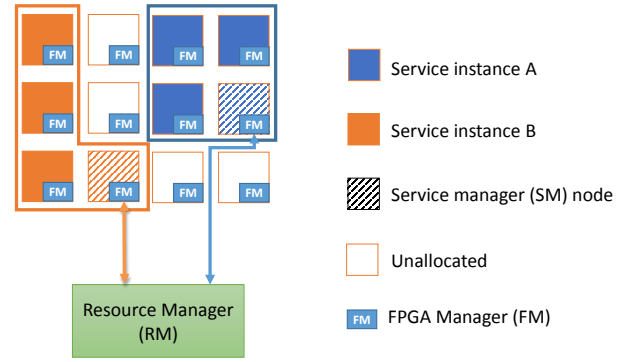 FM FM FM FM
FM FM FM FM
FM FM FM FM
Resource Manager
(RM)
Service instance A
Service instance B
Service manager (SM) node
Unallocated
FM FPGA Manager (FM)